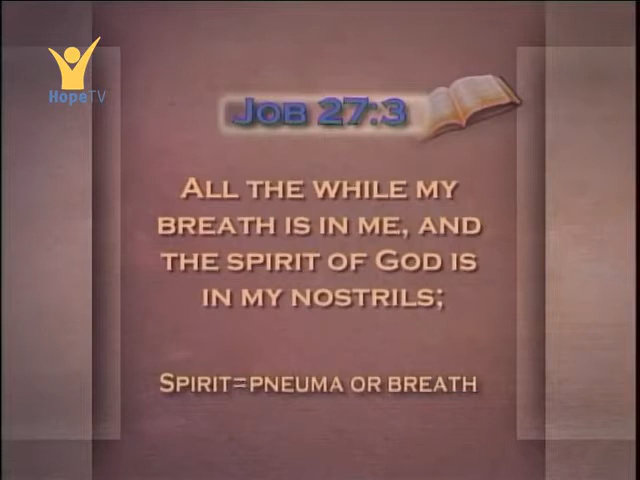 HopeTV
JOB 27:3
ALL THE WHILE MY
BREATH IS IN ME, AND
THE SPIRIT OF GOD IS
IN MY NOSTRILS;
SPIRIT=PNEUMA OR BREATH